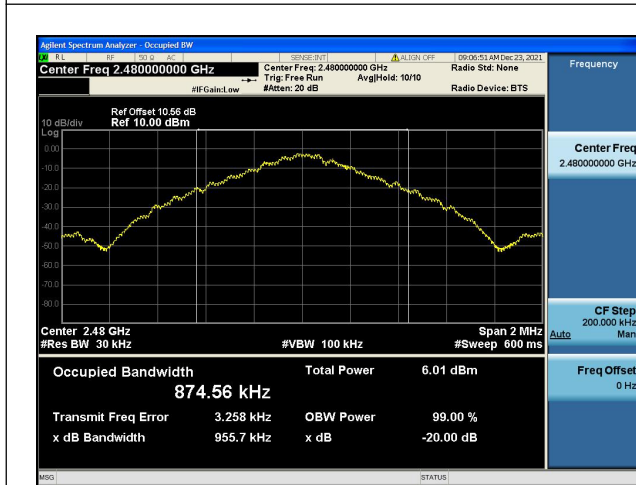 Agilent Spectrum Analyzer - Occupied BW
RL RF 50 Ω AC SENSE:INT ALIGN OFF 09:06:51 AM Dec 23, 2021
Center Freq 2.480000000 GHz Center Freq: 2.480000000 GHz Radio Std: None
Trig: Free Run Avg|Hold: 10/10
#IFGain:Low #Atten: 20 dB Radio Device: BTS
Frequency
Ref Offset 10.56 dB
10 dB/div Ref 10.00 dBm
Log
0.00
-10.0
-20.0
-30.0
-40.0
-50.0
-60.0
-70.0
-80.0
Center Freq
2.480000000 GHz
Center 2.48 GHz Span 2 MHz
#Res BW 30 kHz #VBW 100 kHz #Sweep 600 ms
CF Step
200.000 kHz
Auto Man
Occupied Bandwidth Total Power 6.01 dBm
874.56 kHz
Transmit Freq Error 3.258 kHz OBW Power 99.00 %
x dB Bandwidth 955.7 kHz x dB -20.00 dB
Freq Offset
0 Hz
MSG STATUS